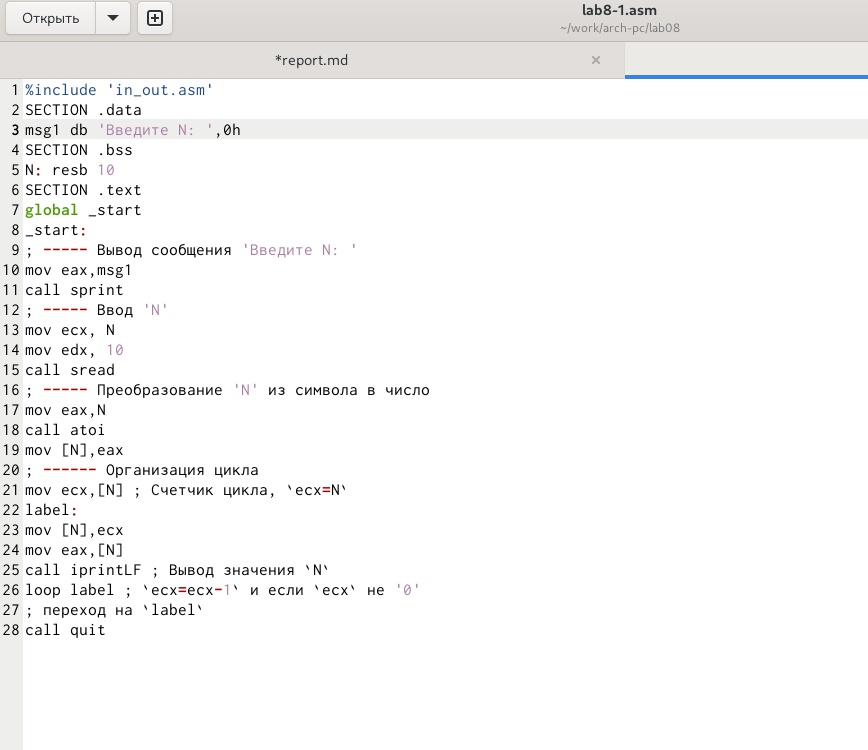 Открыть
lab8-1.asm
~/work/arch-pc/lab08
*report.md ×
1 %include 'in_out.asm'
2 SECTION .data
3 msg1 db 'Введите N: ',0h
4 SECTION .bss
5 N: resb 10
6 SECTION .text
7 global _start
8 _start:
9 ; ----- Вывод сообщения 'Введите N: '
10 mov eax,msg1
11 call sprint
12 ; ----- Ввод 'N'
13 mov ecx, N
14 mov edx, 10
15 call sread
16 ; ----- Преобразование 'N' из символа в число
17 mov eax,N
18 call atoi
19 mov [N],eax
20 ; ------ Организация цикла
21 mov ecx,[N] ; Счетчик цикла, `ecx=N`
22 label:
23 mov [N],ecx
24 mov eax,[N]
25 call iprintLF ; Вывод значения `N`
26 loop label ; `ecx=ecx-1` и если `ecx` не '0'
27 ; переход на `label`
28 call quit